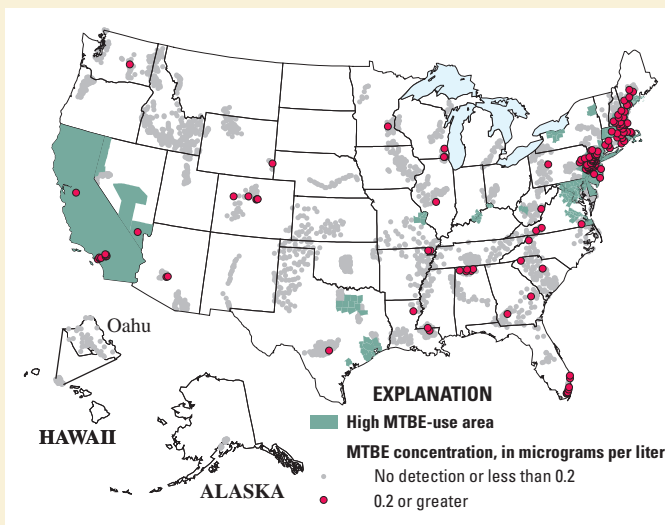 Oahu
HAWAII
ALASKA
EXPLANATION
High MTBE-use area
MTBE concentration, in micrograms per liter
No detection or less than 0.2
0.2 or greater